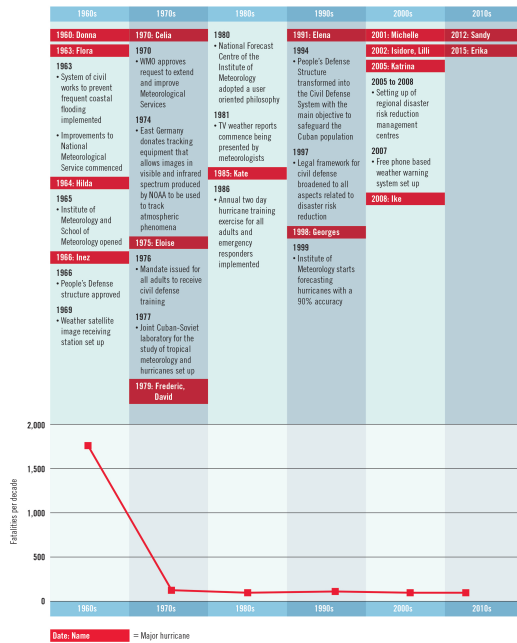 1960s 1970s 1980s 1990s 2000s 2010s
1960: Donna
1963: Flora
1963
• System of civil
works to prevent
frequent coastal
flooding
implemented
• Improvements to
National
Meteorological
Service commenced
1964: Hilda
1965
• Institute of
Meteorology and
School of
Meteorology opened
1966: Inez
1966
• People's Defense
structure approved
1969
• Weather satellite
image receiving
station set up
1970: Celia
1970
• WMO approves
request to extend
and improve
Meteorological
Services
1974
• East Germany
donates tracking
equipment that
allows images in
visible and infrared
spectrum produced
by NOAA to be used
to track
atmospheric
phenomena
1975: Eloise
1976
• Mandate issued for
all adults to receive
civil defense
training
1977
• Joint Cuban-Soviet
laboratory for the
study of tropical
meteorology and
hurricanes set up
1979: Frederic,
David
1980
• National Forecast
Centre of the
Institute of
Meteorology
adopted a user
oriented philosophy
1981
• TV weather reports
commence being
presented by
meteorologists
1985: Kate
1986
• Annual two day
hurricane training
exercise for all
adults and
emergency
responders
implemented
1991: Elena
1994
• People's Defense
Structure
transformed into
the Civil Defense
System with the
main objective to
safeguard the
Cuban population
1997
• Legal framework for
civil defense
broadened to all
aspects related to
disaster risk
reduction
1998: Georges
1999
• Institute of
Meteorology starts
forecasting
hurricanes with a
90% accuracy
2001: Michelle
2002: Isidore, Lilli
2005: Katrina
2005 to 2008
• Setting up of
regional disaster
risk reduction
management
centres
2007
• Free phone based
weather warning
system set up
2008: Ike
2012: Sandy
2015: Erika
Fatalities per decade
2,000
1,500
1,000
500
0
1960s 1970s 1980s 1990s 2000s 2010s
Date: Name = Major hurricane